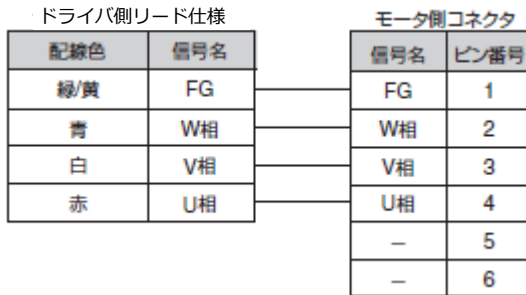 ドライバ側リード仕様 モータ側コネクタ
配線色 信号名 信号名 ピン番号
緑/黄 FG FG 1
青 W相 W相 2
白 V相 V相 3
赤 U相 U相 4
– 5
– 6